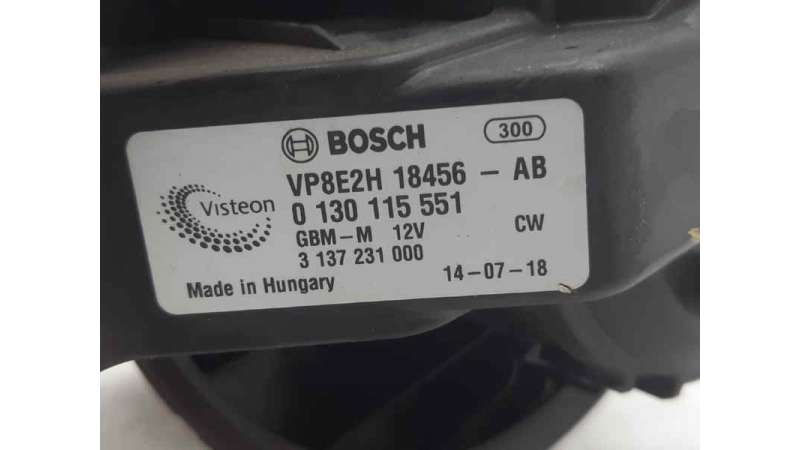 BOSCH 300
VP8E2H 18456 - AB
Visteon
0 130 115 551
GBM-M 12V CW
3 137 231 000
Made in Hungary 14-07-18